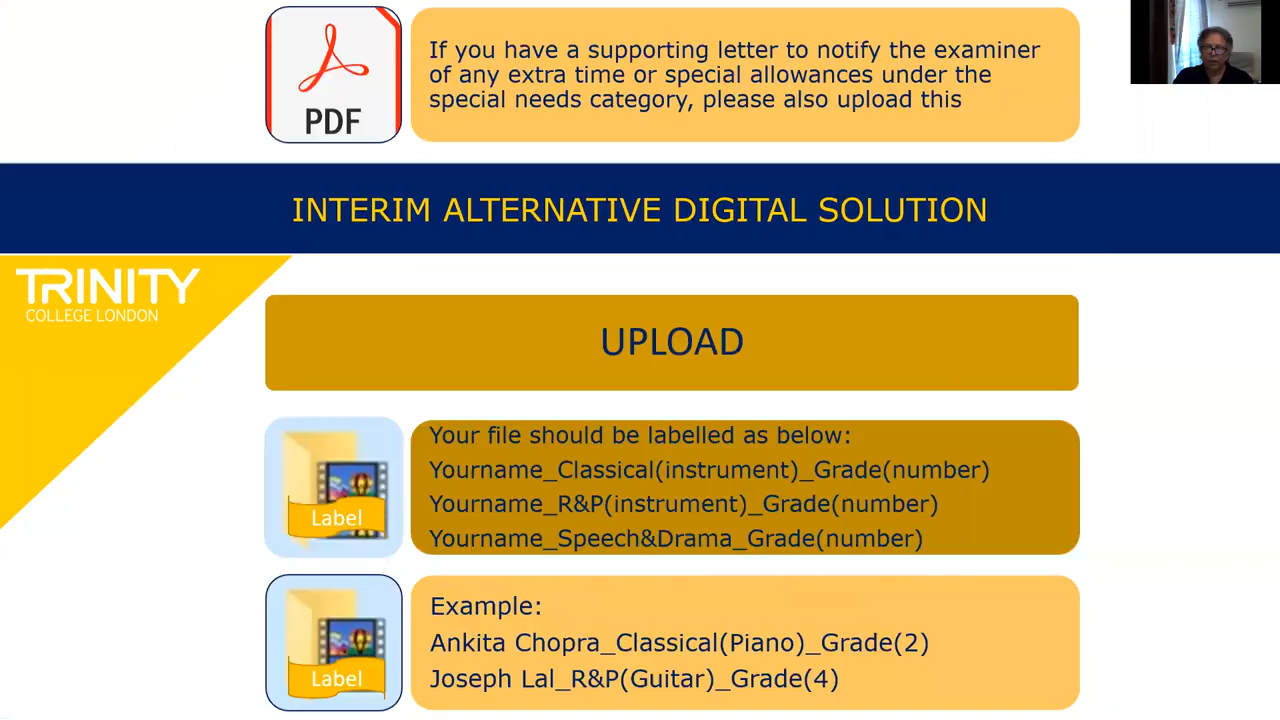 PDF
If you have a supporting letter to notify the examiner
of any extra time or special allowances under the
special needs category, please also upload this
INTERIM ALTERNATIVE DIGITAL SOLUTION
TRINITY
COLLEGE LONDON
UPLOAD
Label
Your file should be labelled as below:
Yourname_Classical(instrument)_Grade(number)
Yourname_R&P(instrument)_Grade(number)
Yourname_Speech&Drama_Grade(number)
Label
Example:
Ankita Chopra_Classical(Piano)_Grade(2)
Joseph Lal_R&P(Guitar)_Grade(4)